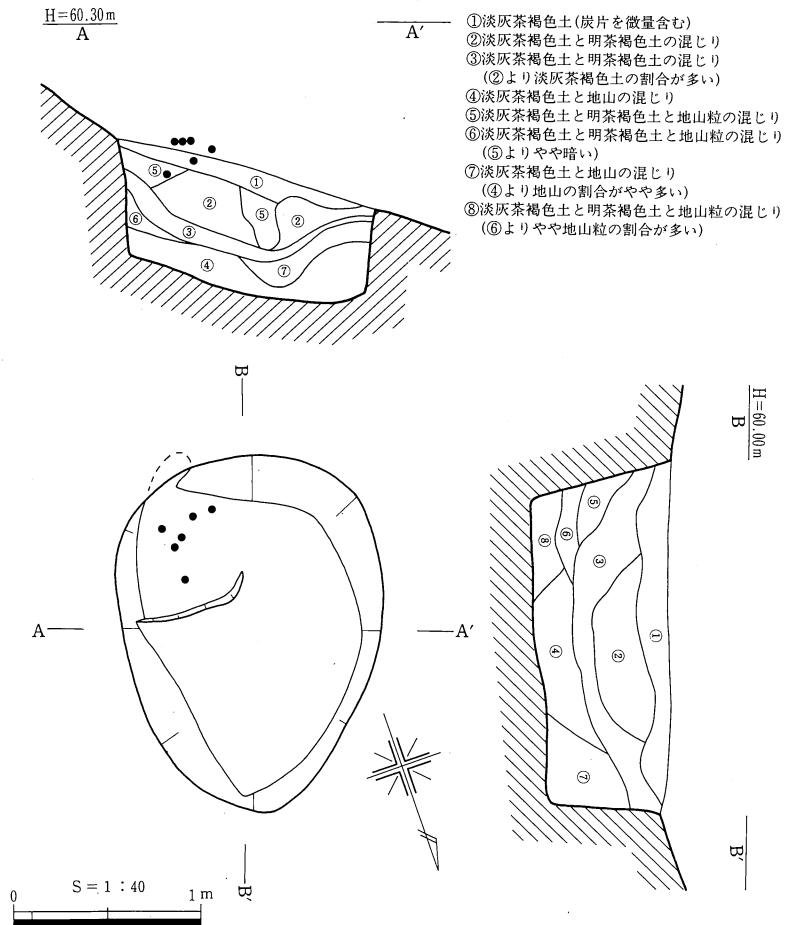 H=60.30m
A
A′
①淡灰茶褐色土(炭片を微量含む)
②淡灰茶褐色土と明茶褐色土の混じり
③淡灰茶褐色土と明茶褐色土の混じり
(②より淡灰茶褐色土の割合が多い)
④淡灰茶褐色土と地山の混じり
⑤淡灰茶褐色土と明茶褐色土と地山粒の混じり
⑥淡灰茶褐色土と明茶褐色土と地山粒の混じり
(⑤よりやや暗い)
⑦淡灰茶褐色土と地山の混じり
(④より地山の割合がやや多い)
⑧淡灰茶褐色土と明茶褐色土と地山粒の混じり
(⑥よりやや地山粒の割合が多い)
⑤
①
②
⑤
②
⑥
③
④
⑦
B
H=60.00m
B
⑤
⑥
⑧
③
①
②
④
⑦
A
A′
B′
B′
S=1:40
0
1m